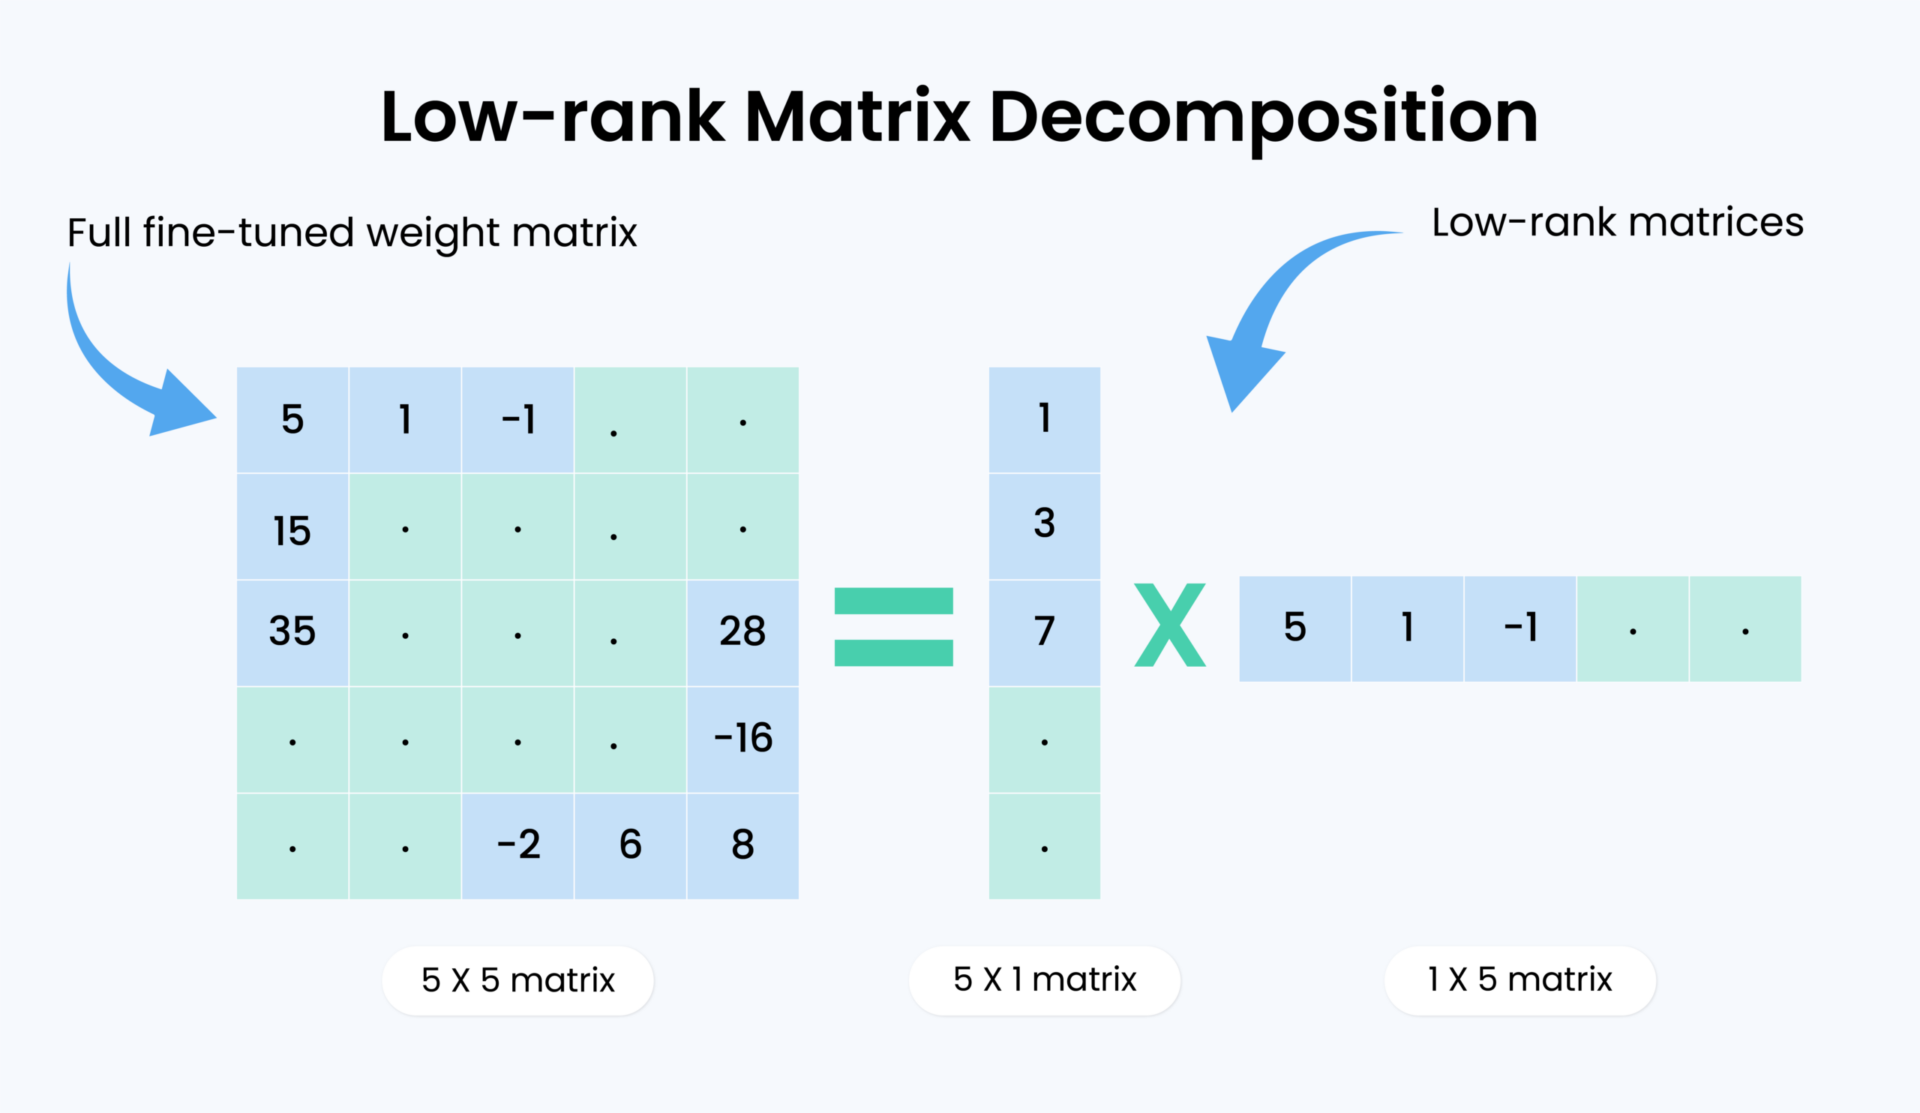 Low-rank Matrix Decomposition
Full fine-tuned weight matrix
Low-rank matrices
5 1 -1 . .
15 . . . .
35 . . . 28
. . . . -16
. . -2 6 8
=
1
3
7
.
.
X
5 1 -1 . .
5 X 5 matrix
5 X 1 matrix
1 X 5 matrix